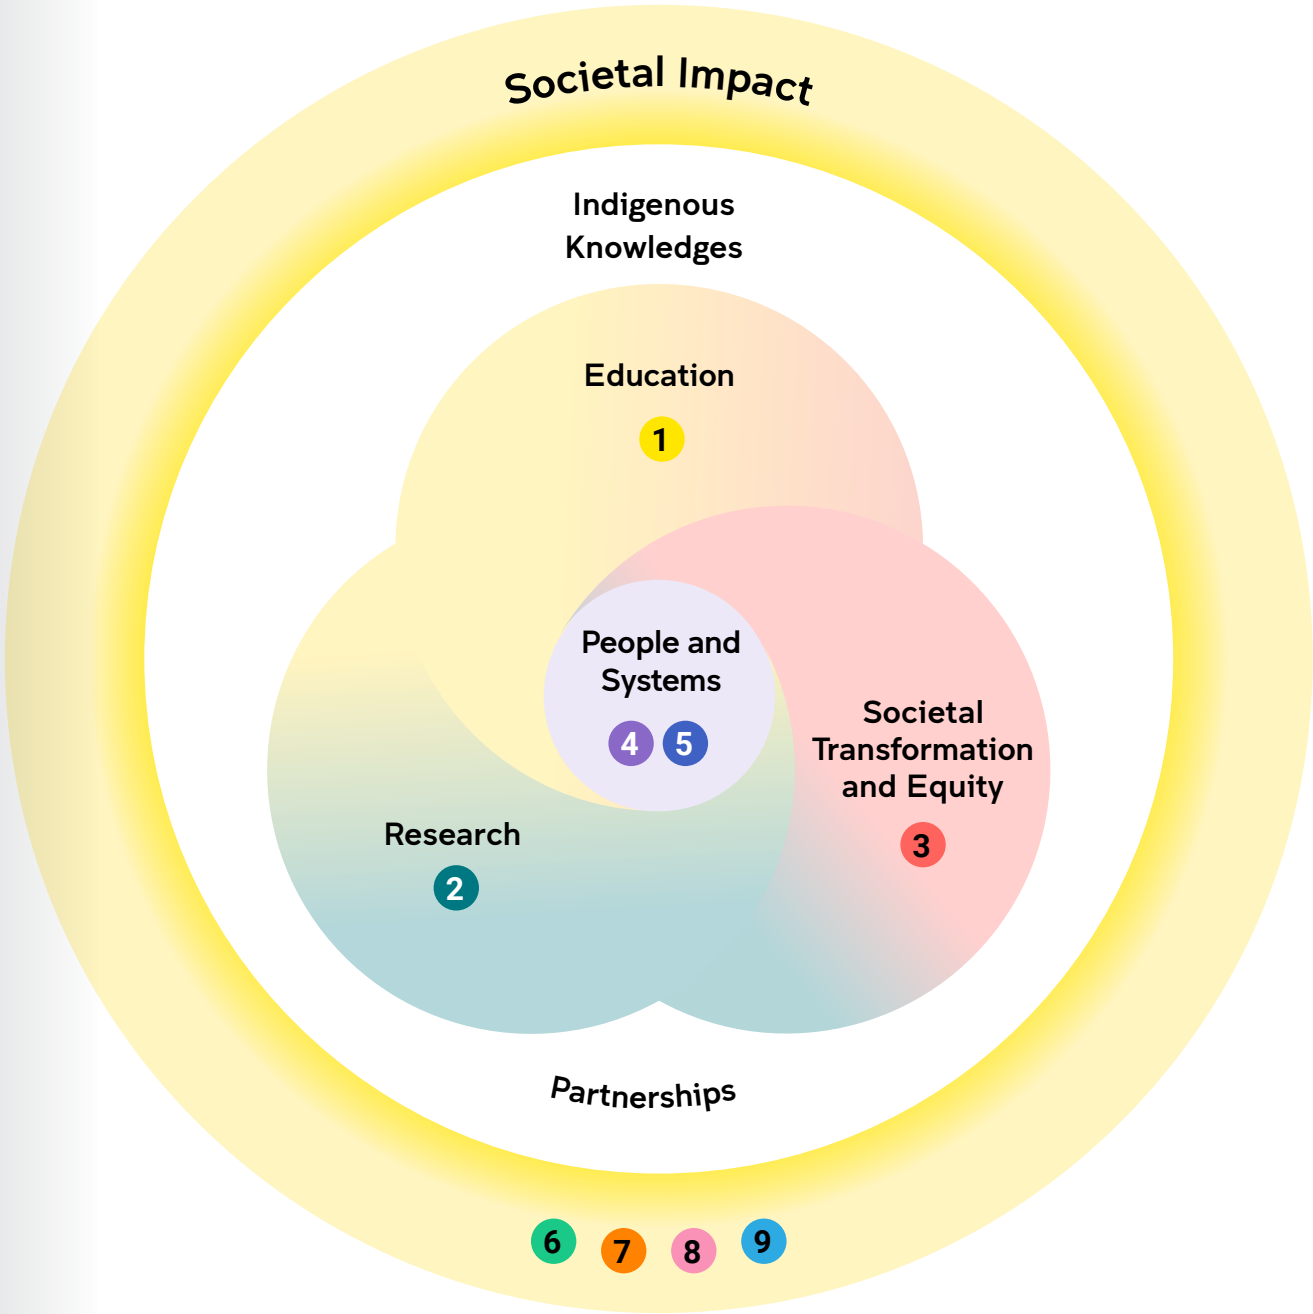 Societal Impact
Indigenous
Knowledges
Education
1
People and
Systems
4 5
Societal
Transformation
and Equity
3
Research
2
Partnerships
6 7 8 9